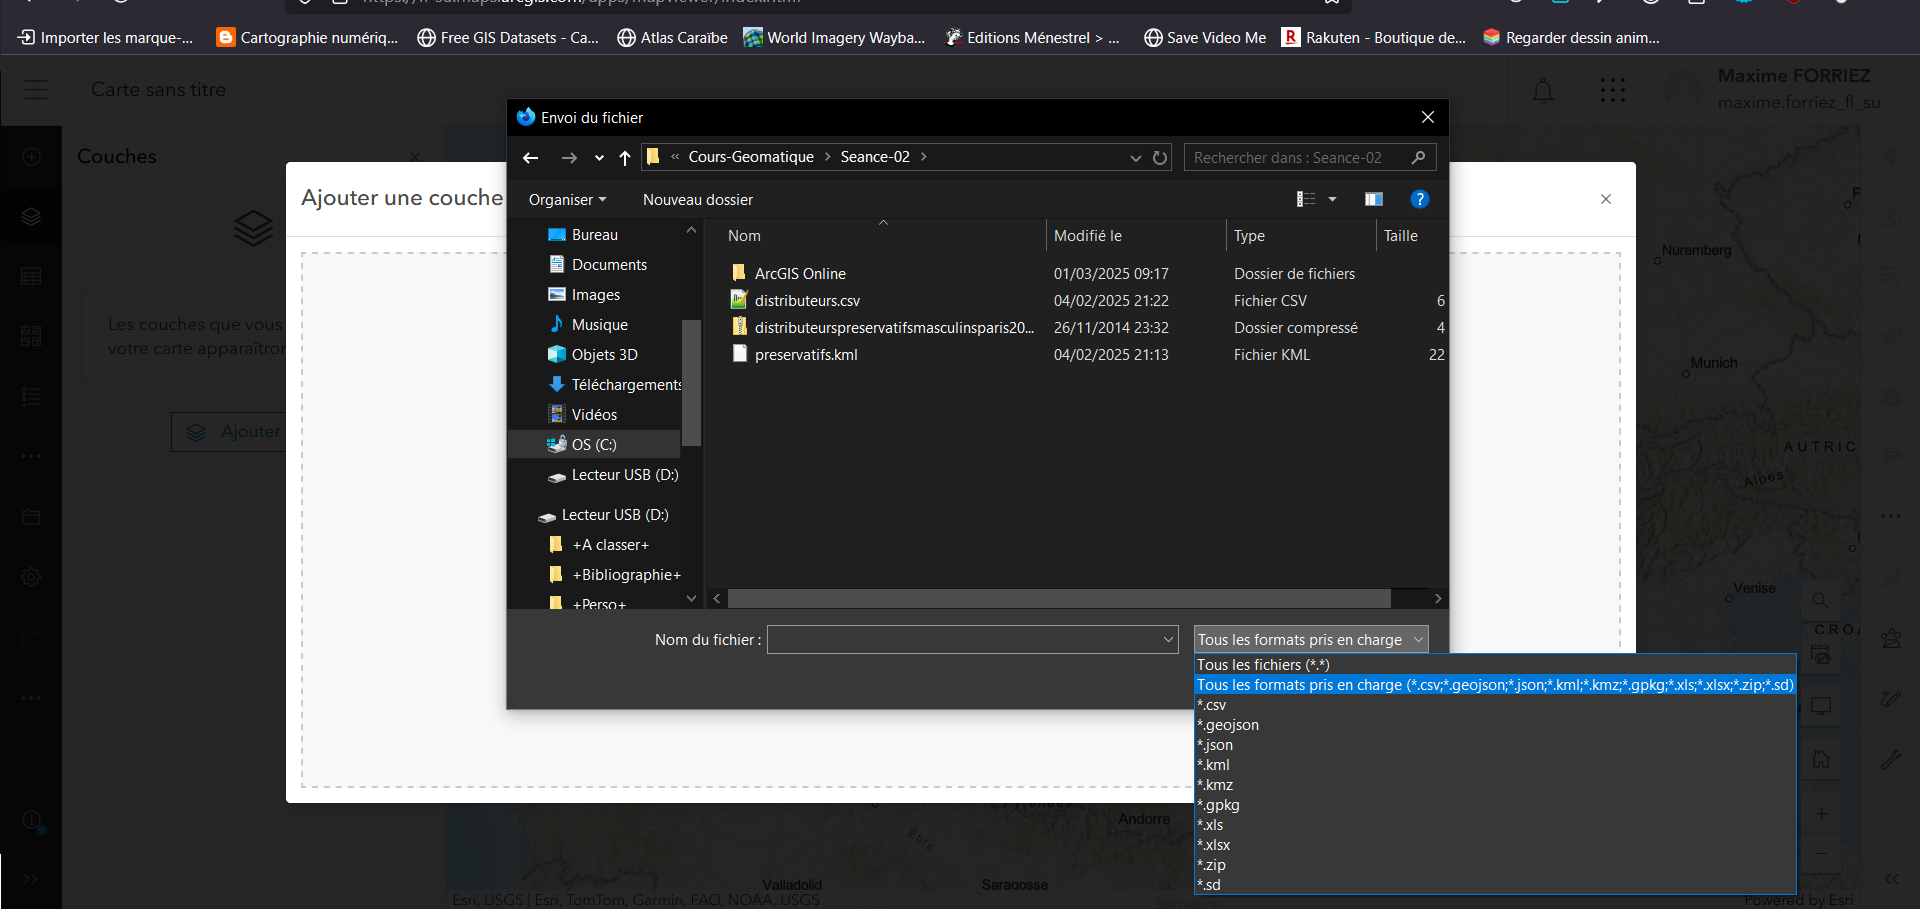 Importer les marque-...
Cartographie numériq...
Free GIS Datasets - Ca...
Atlas Caraïbe
World Imagery Wayba...
Editions Ménestrel > ...
Save Video Me
Rakuten - Boutique de...
Regarder dessin anim...
Carte sans titre
Maxime FORRIEZ
maxime.forriez_fl_su
Couches
Les couches que vous
votre carte apparaîtron
Ajouter
Ajouter une couche
Envoi du fichier
« Cours-Geomatique > Seance-02 >
Rechercher dans : Seance-02
Organiser
Nouveau dossier
Bureau
Documents
Images
Musique
Objets 3D
Téléchargements
Vidéos
OS (C:)
Lecteur USB (D:)
Lecteur USB (D:)
+A classer+
+Bibliographie+
+Perso+
Nom Modifié le Type Taille
ArcGIS Online 01/03/2025 09:17 Dossier de fichiers
distributeurs.csv 04/02/2025 21:22 Fichier CSV 6
distributeurspreservatifsmasculinsparis20... 26/11/2014 23:32 Dossier compressé 4
preservatifs.kml 04/02/2025 21:13 Fichier KML 22
Nom du fichier :
Tous les formats pris en charge
Tous les fichiers (*.*)
Tous les formats pris en charge (*.csv;*.geojson;*.json;*.kml;*.kmz;*.gpkg;*.xls;*.xlsx;*.zip;*.sd)
*.csv
*.geojson
*.json
*.kml
*.kmz
*.gpkg
*.xls
*.xlsx
*.zip
*.sd
Nuremberg
Munich
AUTRIC
Alpes
Venise
CROA
Pyrénées
Andorre
Èbre
Valladolid
Saragosse
Barcelone
Esri, USGS | Esri, TomTom, Garmin, FAO, NOAA, USGS
Powered by Esri